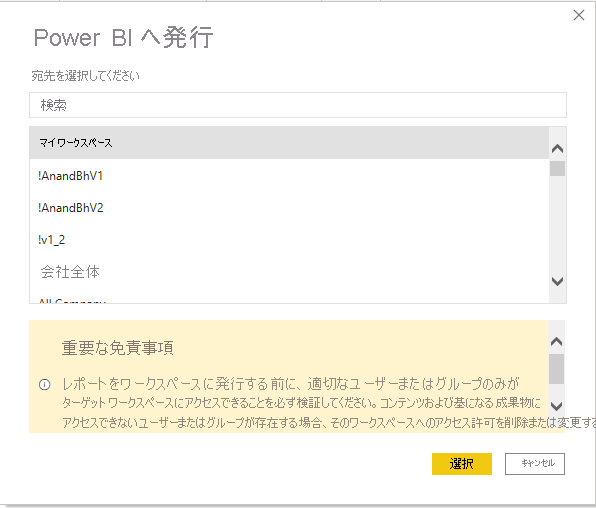 Power BI へ発行
宛先を選択してください
検索
マイワークスペース
!AnandBhV1
!AnandBhV2
!v1_2
会社全体
All Company
重要な免責事項
レポートをワークスペースに発行する前に、適切なユーザーまたはグループのみが
ターゲットワークスペースにアクセスできることを必ず検証してください。コンテンツおよび基になる成果物に
アクセスできないユーザーまたはグループが存在する場合、そのワークスペースへのアクセス許可を削除または変更する
選択
キャンセル